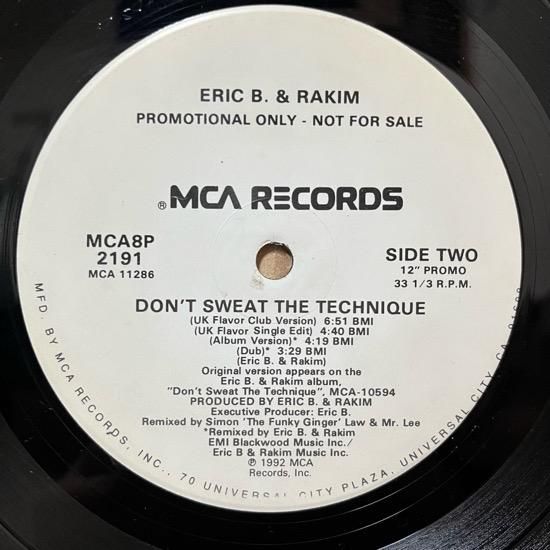 ERIC B. & RAKIM
PROMOTIONAL ONLY - NOT FOR SALE
® MCA RECORDS
MCA8P
2191
MCA 11286
SIDE TWO
12" PROMO
33 1/3 R.P.M.
DON'T SWEAT THE TECHNIQUE
(UK Flavor Club Version) 6:51 BMI
(UK Flavor Single Edit) 4:40 BMI
(Album Version)* 4:19 BMI
(Dub)* 3:29 BMI
(Eric B. & Rakim)
Original version appears on the
Eric B. & Rakim album,
"Don't Sweat The Technique", MCA-10594
PRODUCED BY ERIC B. & RAKIM
Executive Producer: Eric B.
Remixed by Simon 'The Funky Ginger' Law & Mr. Lee
*Remixed by Eric B. & Rakim
EMI Blackwood Music Inc./
Eric B & Rakim Music Inc.
℗ 1992 MCA
Records, Inc.
MFD. BY MCA RECORDS, INC., 70 UNIVERSAL CITY PLAZA, UNIVERSAL CITY, CA